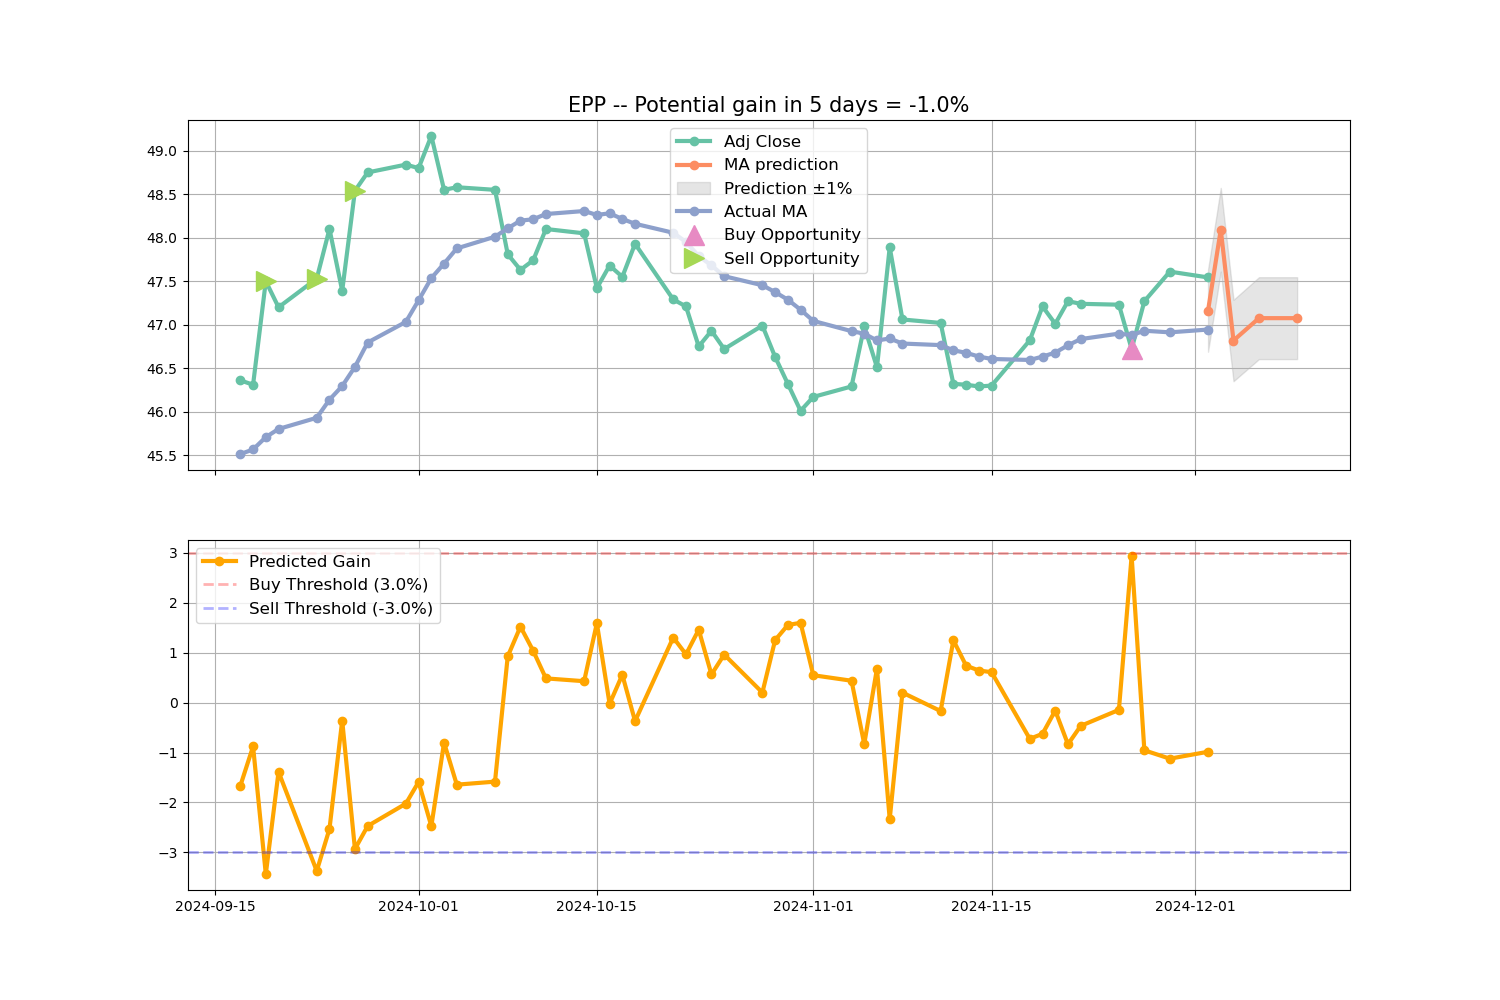 EPP -- Potential gain in 5 days = -1.0%
49.0
48.5
48.0
47.5
47.0
46.5
46.0
45.5
Adj Close
MA prediction
Prediction ±1%
Actual MA
Buy Opportunity
Sell Opportunity
3
2
1
0
−1
−2
−3
Predicted Gain
Buy Threshold (3.0%)
Sell Threshold (-3.0%)
2024-09-15 2024-10-01 2024-10-15 2024-11-01 2024-11-15 2024-12-01